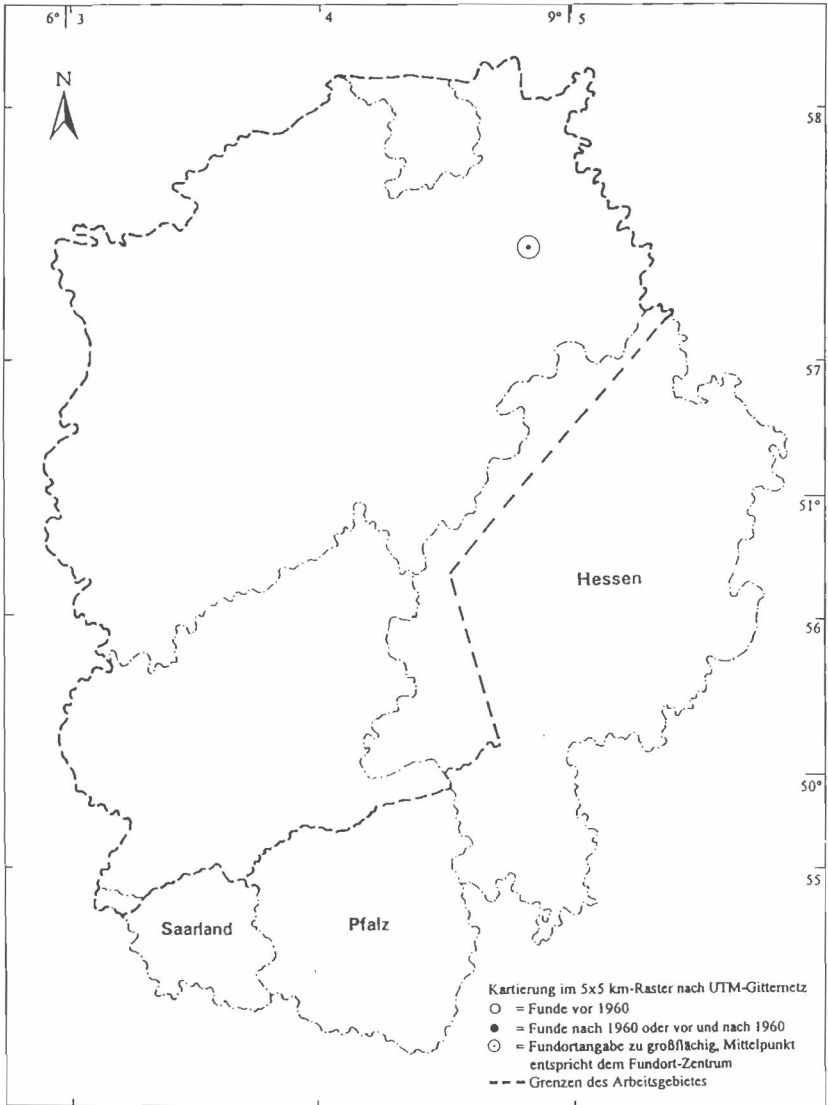 6° 3 4 9° 5
N
58
57
51°
Hessen
56
50°
55
Saarland Pfalz
Kartierung im 5x5 km-Raster nach UTM-Gitternetz
○ = Funde vor 1960
● = Funde nach 1960 oder vor und nach 1960
⊙ = Fundortangabe zu großflächig, Mittelpunkt
entspricht dem Fundort-Zentrum
--- Grenzen des Arbeitsgebietes